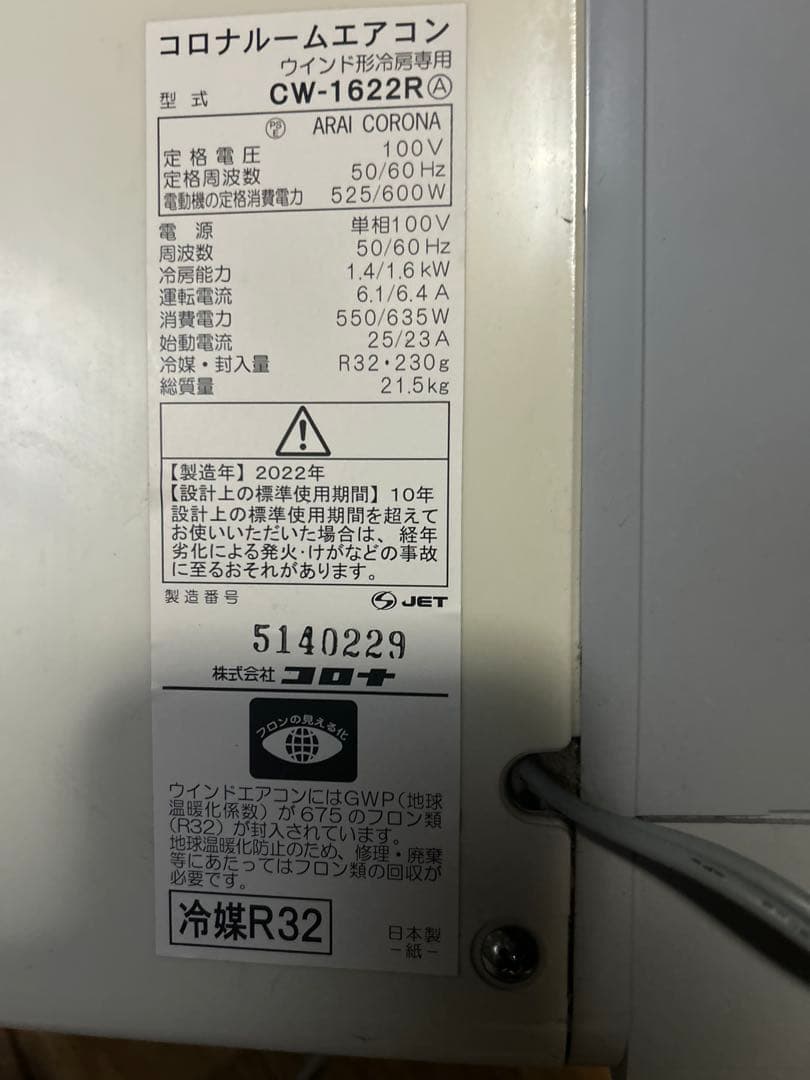 コロナルームエアコン
ウインド形冷房専用
型式 CW-1622RⒶ
PSE ARAI CORONA
定格電圧 100V
定格周波数 50/60Hz
電動機の定格消費電力 525/600W
電源 単相100V
周波数 50/60Hz
冷房能力 1.4/1.6kW
運転電流 6.1/6.4A
消費電力 550/635W
始動電流 25/23A
冷媒・封入量 R32・230g
総質量 21.5kg
【製造年】2022年
【設計上の標準使用期間】10年
設計上の標準使用期間を超えて
お使いいただいた場合は、経年
劣化による発火・けがなどの事故
に至るおそれがあります。
製造番号 JET
5140229
株式会社コロナ
フロンの見える化
ウインドエアコンにはGWP(地球
温暖化係数)が675のフロン類
(R32)が封入されています。
地球温暖化防止のため、修理・廃棄
等にあたってはフロン類の回収が
必要です。
冷媒R32
日本製
-紙-